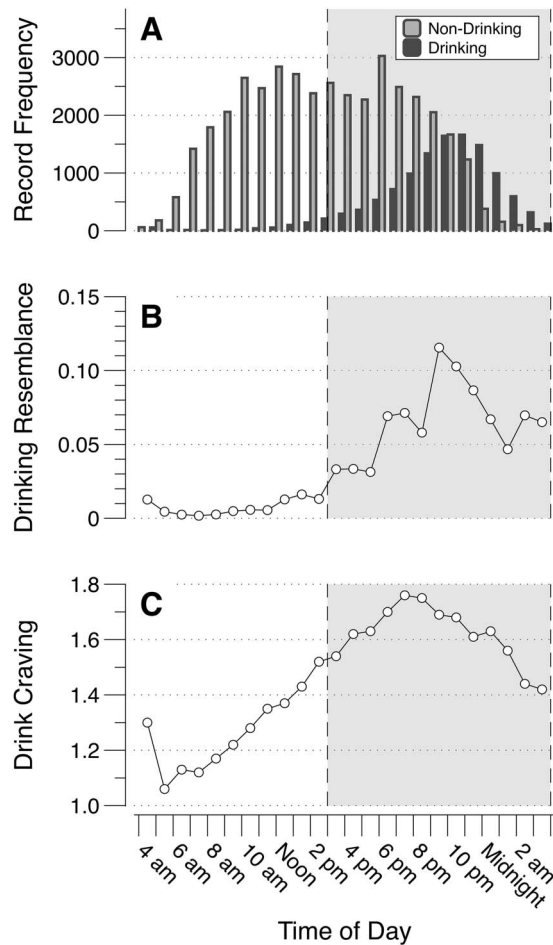 A
Non-Drinking
Drinking
Record Frequency
3000
2000
1000
0
B
Drinking Resemblance
0.15
0.10
0.05
0
C
Drink Craving
1.8
1.6
1.4
1.2
1.0
4 am
6 am
8 am
10 am
Noon
2 pm
4 pm
6 pm
8 pm
10 pm
Midnight
2 am
Time of Day